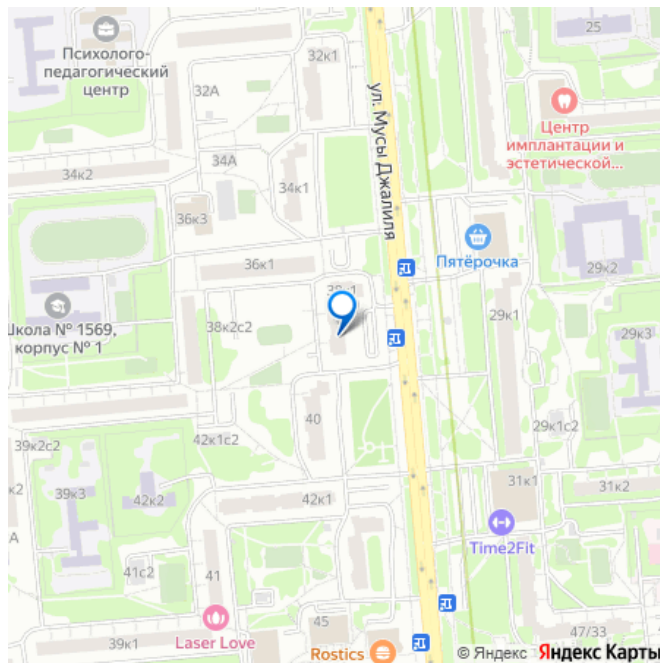 25
32к1
Психолого-
педагогический
центр
32А
ул. Мусы Джалиля
Центр
имплантации и
эстетической...
34А
34к2
34к1
36к3
Пятёрочка
36к1
29к2
38к1
Школа № 1569,
корпус № 1
38к2с2
29к1
29к3
40
39к2с2
42к1с2
29к1с2
к2
39к3
42к2
42к1
31к1
31к2
А
Time2Fit
41с2
41
45
47/33
39к1
Laser Love
Rostics
© Яндекс Яндекс Карты